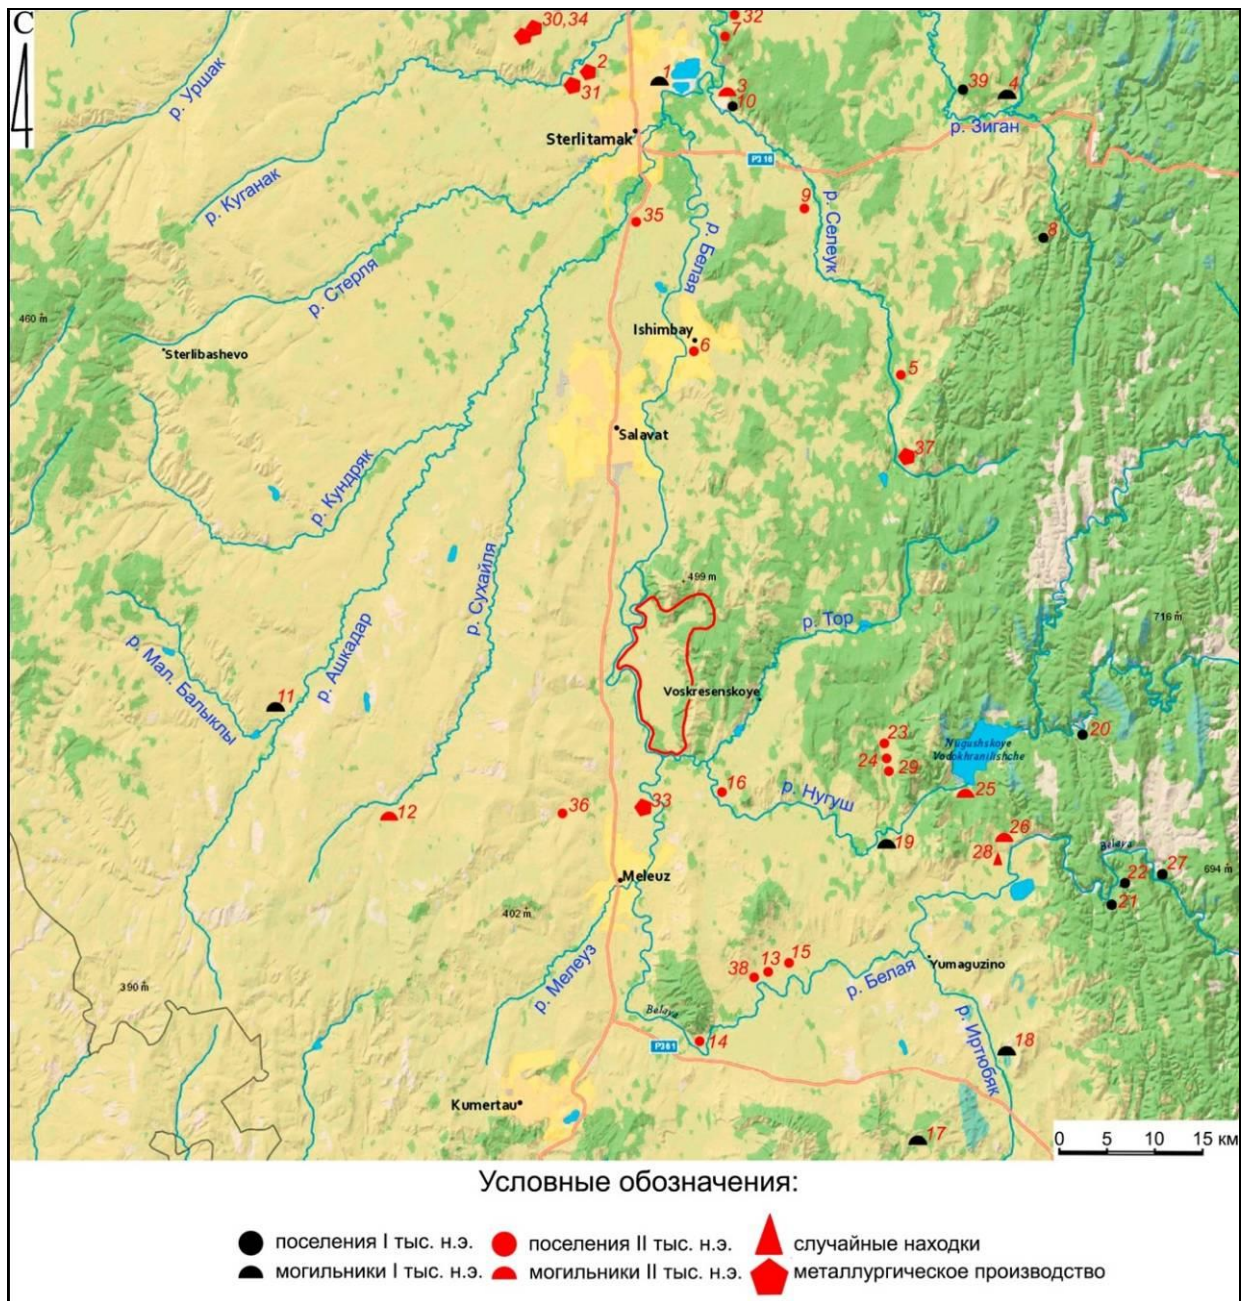 С
30,34
32
7
р. Уршак
2
1
31
3
10
39
4
р. Зиган
Sterlitamak
Р316
р. Куганак
9
р. Селеук
35
8
р. Белая
р. Стерля
460 m
Ishimbay
6
Sterlibashevo
5
Salavat
37
р. Кундряк
499 m
р. Сухайля
р. Тор
716 m
р. Мал. Балыклы
р. Ашкадар
11
Voskresenskoye
23
20
Nugushskoye
Vodokhranilishche
24
29
16
р. Нугуш
25
12
36
33
26
19
28
Belaya
27
22
694 m
Meleuz
21
402 m
15
13
38
Yumaguzino
390 m
р. Мелеуз
р. Белая
Belaya
р. Иртюбяк
14
18
Р361
Kumertau
17
0 5 10 15 км
Условные обозначения:
поселения I тыс. н.э. поселения II тыс. н.э. случайные находки
могильники I тыс. н.э. могильники II тыс. н.э. металлургическое производство